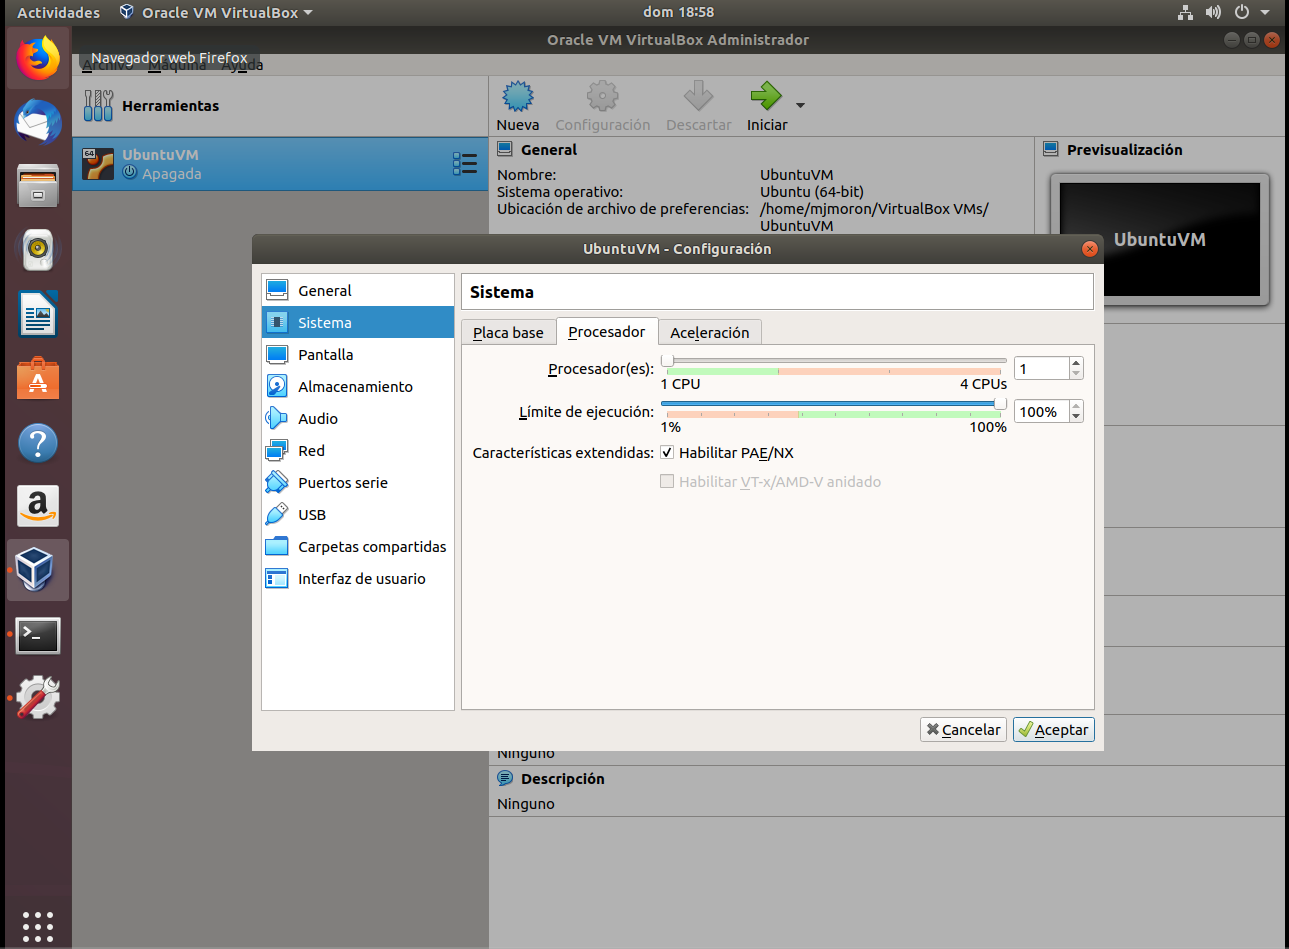 Actividades
Oracle VM VirtualBox
dom 18:58
Oracle VM VirtualBox Administrador
Navegador web Firefox
Archivo Máquina Ayuda
Herramientas
Nueva
Configuración
Descartar
Iniciar
64
UbuntuVM
Apagada
General
Nombre: UbuntuVM
Sistema operativo: Ubuntu (64-bit)
Ubicación de archivo de preferencias: /home/mjmoron/VirtualBox VMs/
UbuntuVM
Previsualización
UbuntuVM
UbuntuVM - Configuración
General
Sistema
Pantalla
Almacenamiento
Audio
Red
Puertos serie
USB
Carpetas compartidas
Interfaz de usuario
Sistema
Placa base
Procesador
Aceleración
Procesador(es):
1
1 CPU
4 CPUs
Límite de ejecución:
100%
1%
100%
Características extendidas:
Habilitar PAE/NX
Habilitar VT-x/AMD-V anidado
Cancelar
Aceptar
Ninguno
Descripción
Ninguno